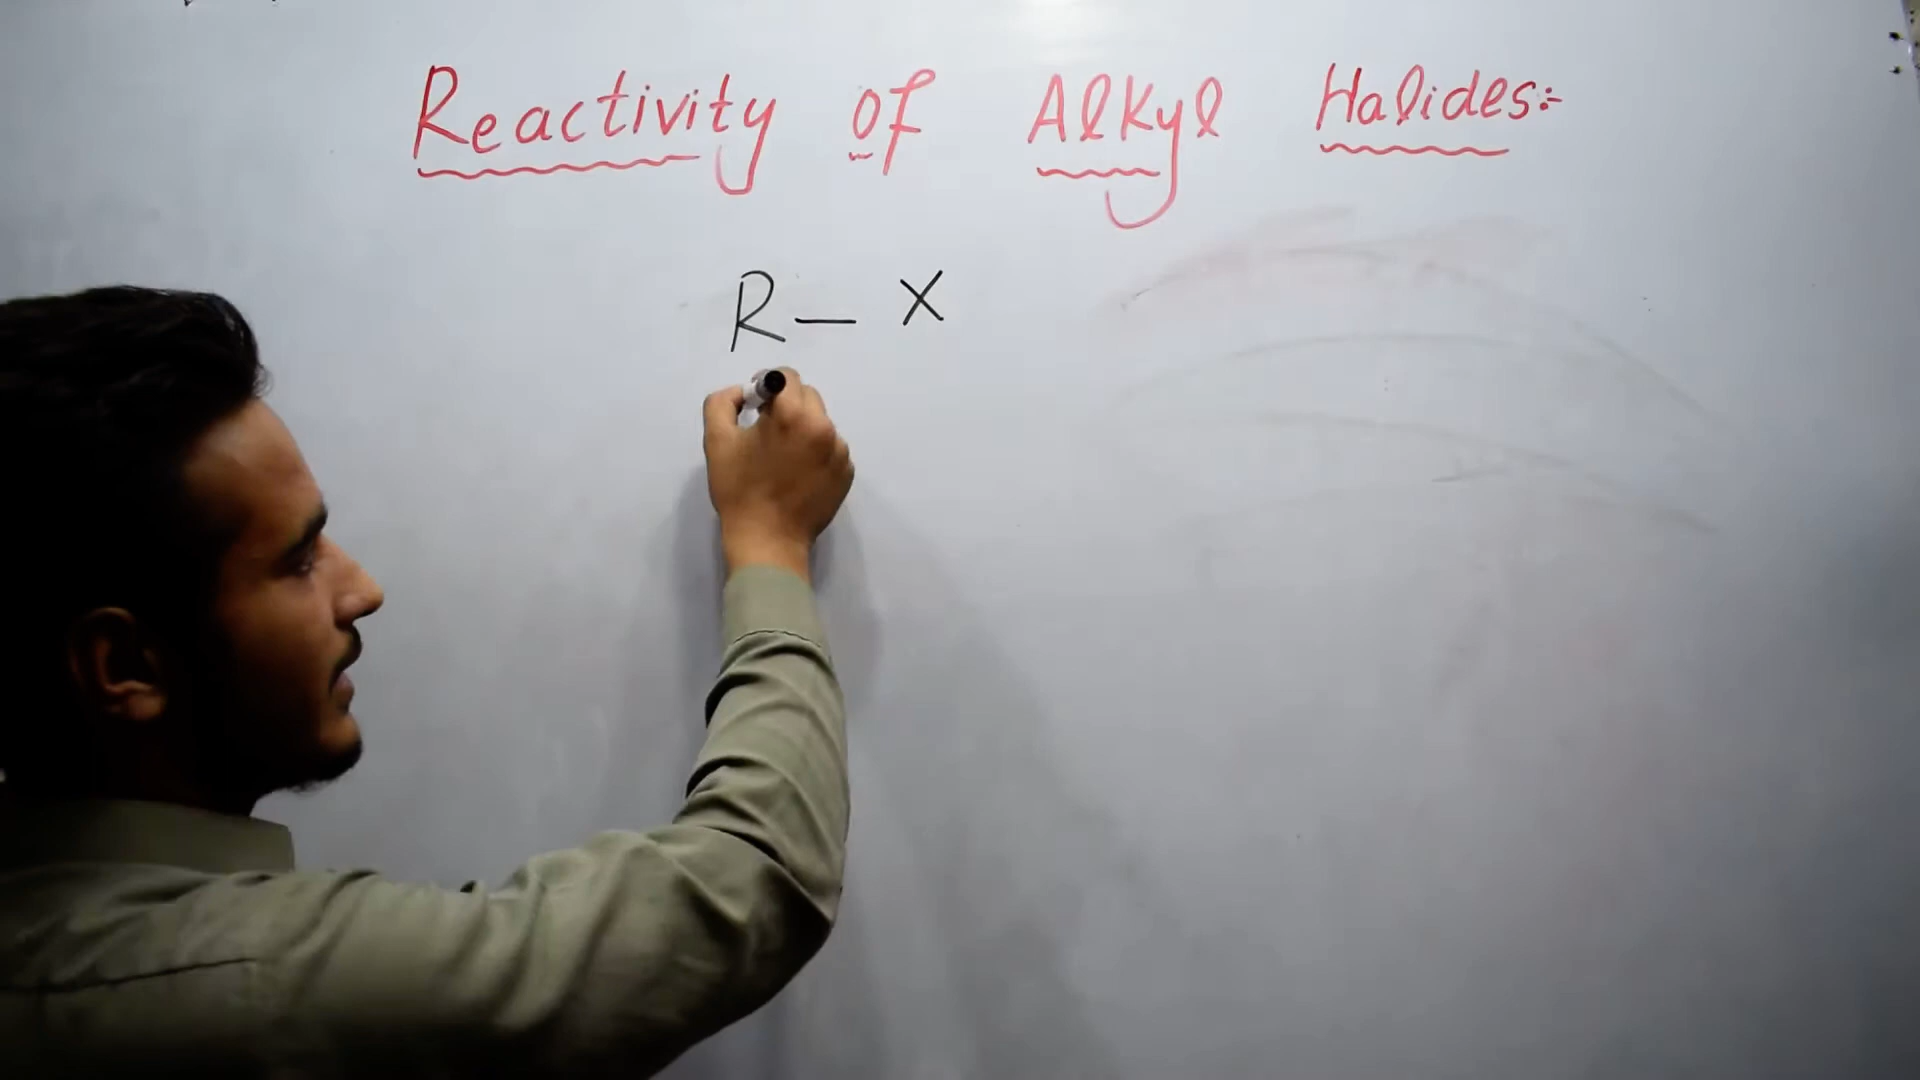 Reactivity of Alkyl Halides:-
R — X